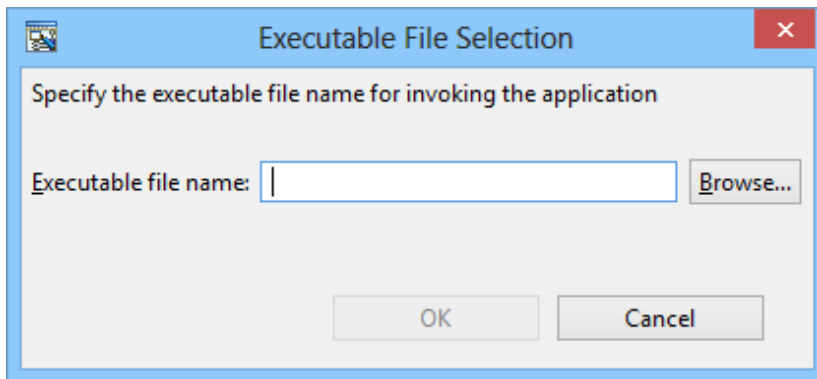 Executable File Selection
Specify the executable file name for invoking the application
Executable file name:
Browse...
OK
Cancel